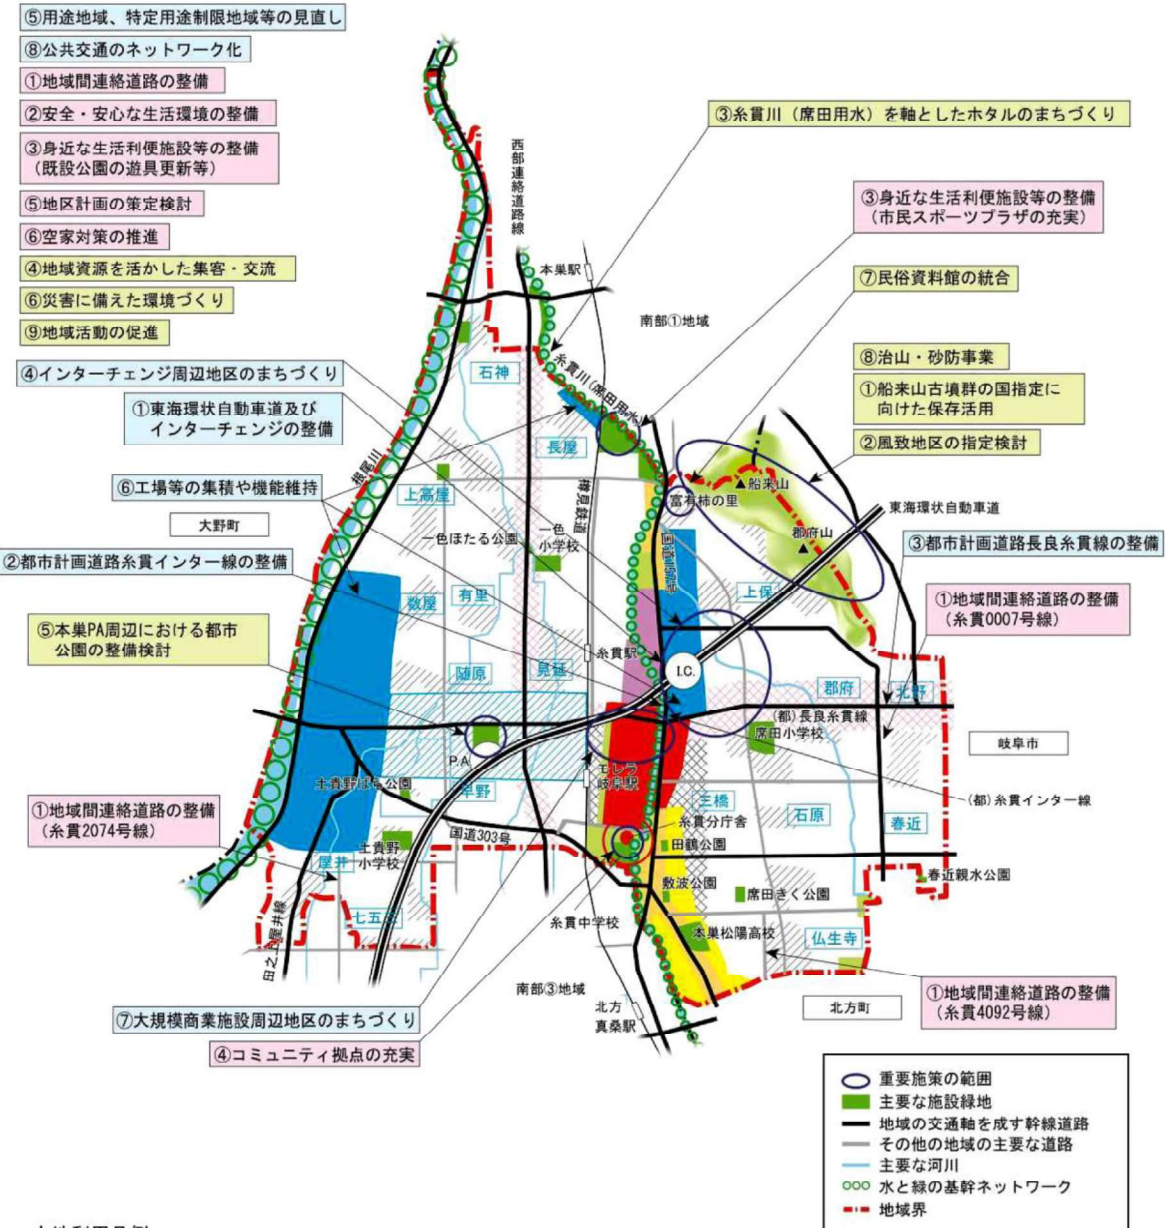 ⑤用途地域、特定用途制限地域等の見直し
⑧公共交通のネットワーク化
①地域間連絡道路の整備
②安全・安心な生活環境の整備
③身近な生活利便施設等の整備
(既設公園の遊具更新等)
⑤地区計画の策定検討
⑥空家対策の推進
④地域資源を活かした集客・交流
⑥災害に備えた環境づくり
⑨地域活動の促進
④インターチェンジ周辺地区のまちづくり
①東海環状自動車道及び
インターチェンジの整備
⑥工場等の集積や機能維持
大野町
②都市計画道路糸貫インター線の整備
⑤本巣PA周辺における都市
公園の整備検討
①地域間連絡道路の整備
(糸貫2074号線)
⑦大規模商業施設周辺地区のまちづくり
④コミュニティ拠点の充実
③糸貫川(席田用水)を軸としたホタルのまちづくり
③身近な生活利便施設等の整備
(市民スポーツプラザの充実)
⑦民俗資料館の統合
⑧治山・砂防事業
①船来山古墳群の国指定に
向けた保存活用
②風致地区の指定検討
東海環状自動車道
③都市計画道路長良糸貫線の整備
①地域間連絡道路の整備
(糸貫0007号線)
岐阜市
(都)糸貫インター線
春近親水公園
①地域間連絡道路の整備
(糸貫4092号線)
北方町
西部連絡道路線
本巣駅
南部①地域
糸貫川(席田用水)
石神
長屋
根尾川
上高屋
樽見鉄道
富有柿の里
船来山
郡府山
一色ほたる公園
一色
小学校
国道157号
数屋
有里
上保
糸貫駅
I.C.
随原
見延
郡府
北野
(都)長良糸貫線
席田小学校
P.A
モレラ
岐阜駅
土貴野ほたる公園
早野
三橋
石原
春近
国道303号
糸貫分庁舎
田鶴公園
土貴野
小学校
屋井
敷波公園
席田きく公園
七五三
糸貫中学校
本巣松陽高校
仏生寺
田之上屋井線
南部③地域
北方
真桑駅
重要施策の範囲
主要な施設緑地
地域の交通軸を成す幹線道路
その他の地域の主要な道路
主要な河川
水と緑の基幹ネットワーク
地域界